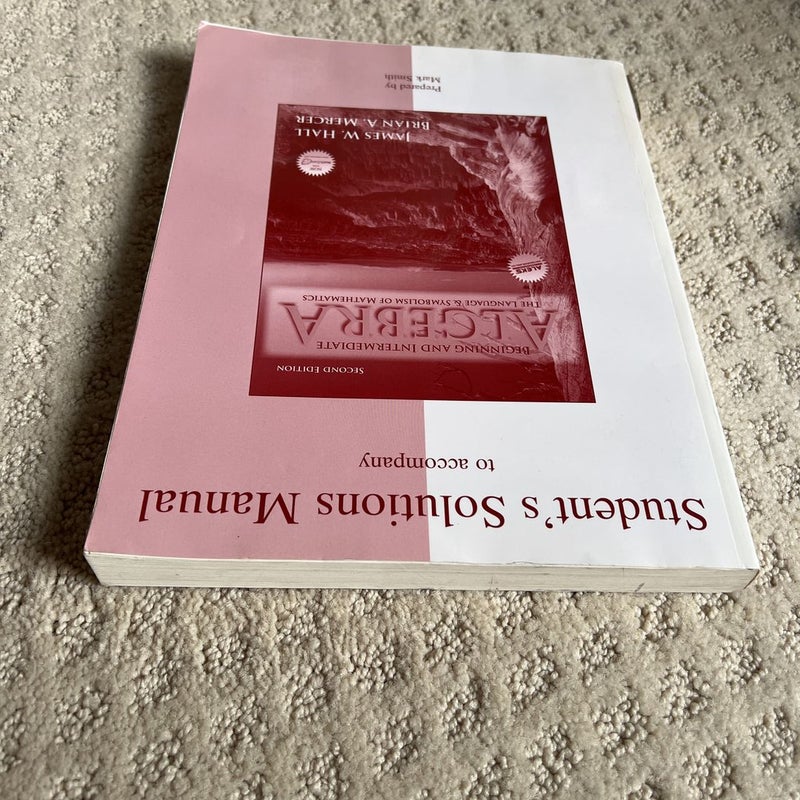 Student's Solutions Manual
to accompany
SECOND EDITION
BEGINNING AND INTERMEDIATE
ALGEBRA
THE LANGUAGE & SYMBOLISM OF MATHEMATICS
ALEKS
JAMES W. HALL
BRIAN A. MERCER
Prepared by
Mark Smith